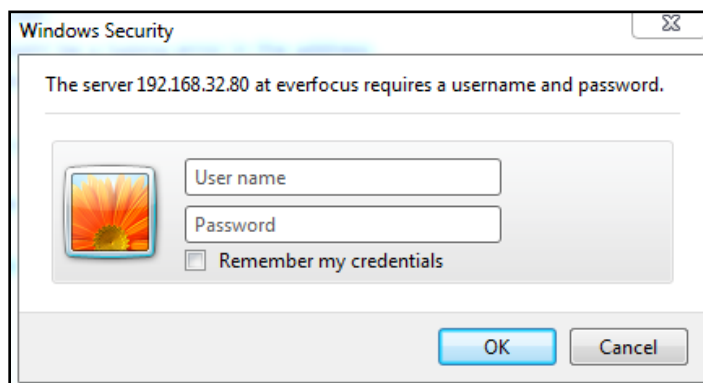 Windows Security
The server 192.168.32.80 at everfocus requires a username and password.
User name
Password
Remember my credentials
OK
Cancel